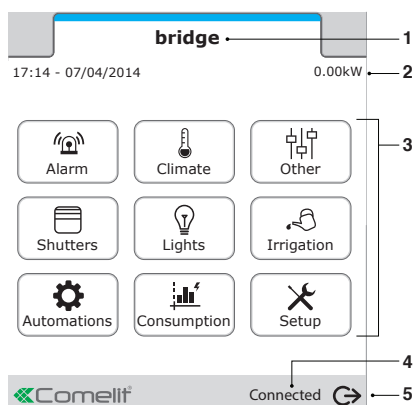 bridge 1
17:14 - 07/04/2014 0.00kW 2
Alarm Climate Other 3
Shutters Lights Irrigation
Automations Consumption Setup
4
Comelit® Connected 5